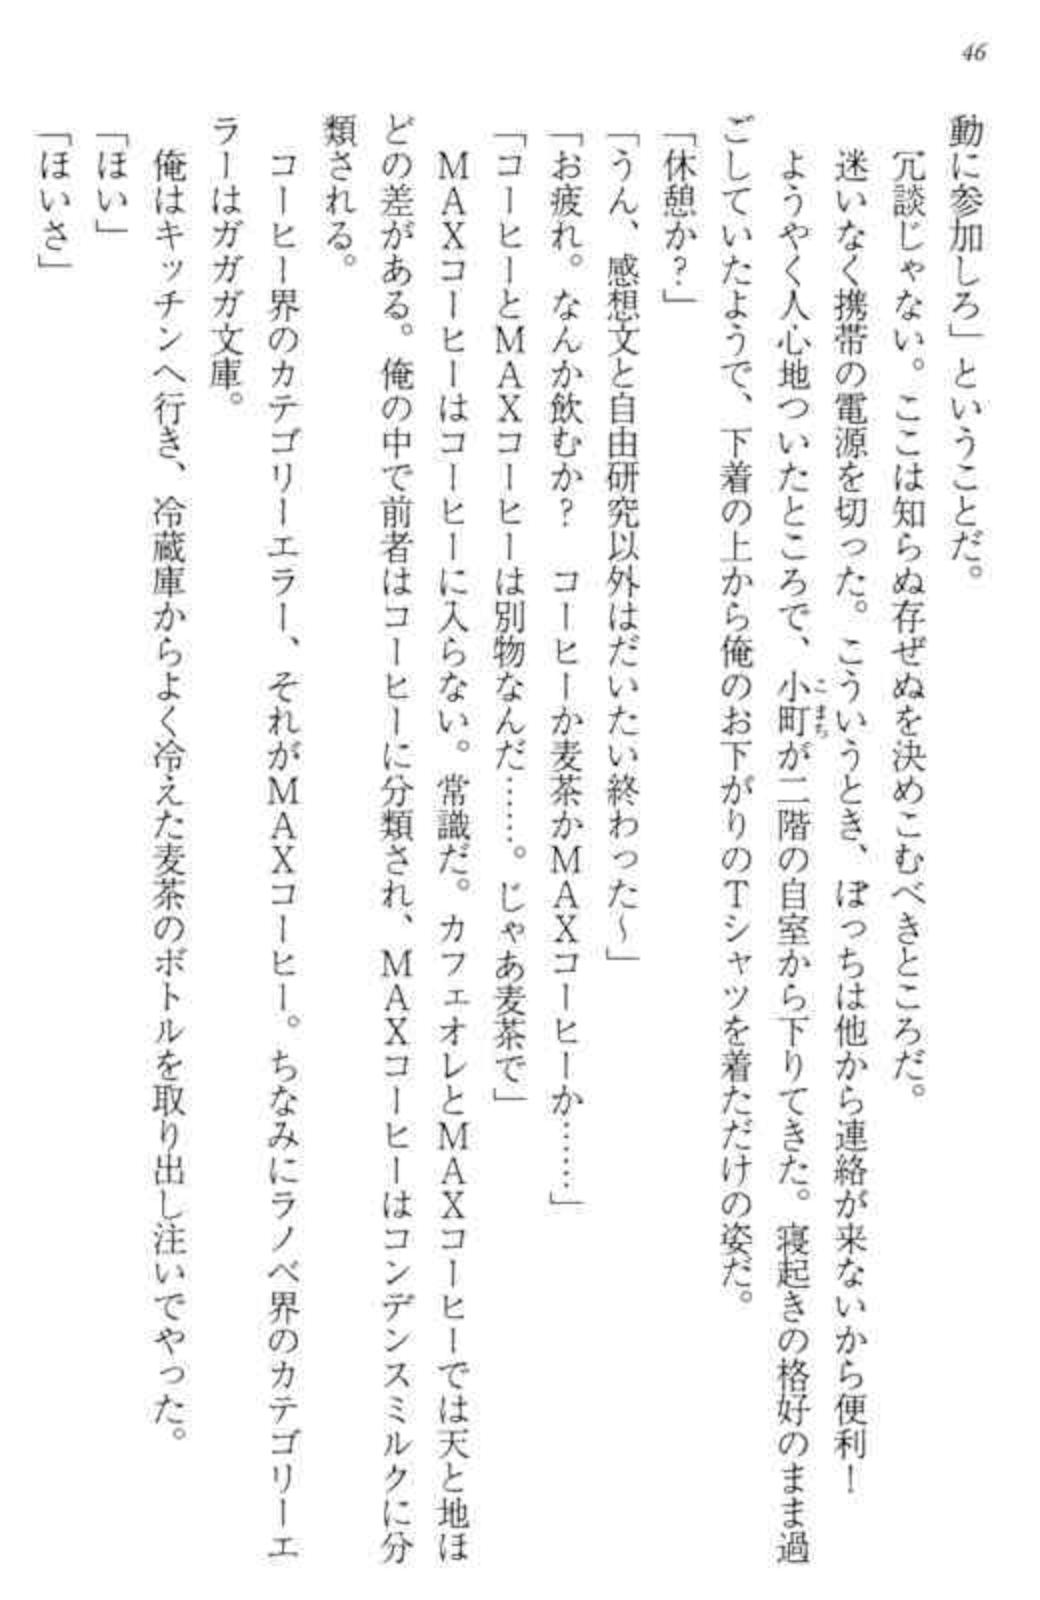 46
動に参加しろ」ということだ。
冗談じゃない。ここは知らぬ存ぜぬを決めこむべきところだ。
迷いなく携帯の電源を切った。こういうとき、ぼっちは他から連絡が来ないから便利！
ようやく人心地ついたところで、小町が二階の自室から下りてきた。寝起きの格好のまま過
こまち
ごしていたようで、下着の上から俺のお下がりのTシャツを着ただけの姿だ。
「休憩か？」
「うん、感想文と自由研究以外はだいたい終わった～」
「お疲れ。なんか飲むか？　コーヒーか麦茶かMAXコーヒーか……」
「コーヒーとMAXコーヒーは別物なんだ……。じゃあ麦茶で」
MAXコーヒーはコーヒーに入らない。常識だ。カフェオレとMAXコーヒーでは天と地ほ
どの差がある。俺の中で前者はコーヒーに分類され、MAXコーヒーはコンデンスミルクに分
類される。
コーヒー界のカテゴリーエラー、それがMAXコーヒー。ちなみにラノベ界のカテゴリーエ
ラーはガガガ文庫。
俺はキッチンへ行き、冷蔵庫からよく冷えた麦茶のボトルを取り出し注いでやった。
「ほい」
「ほいさ」